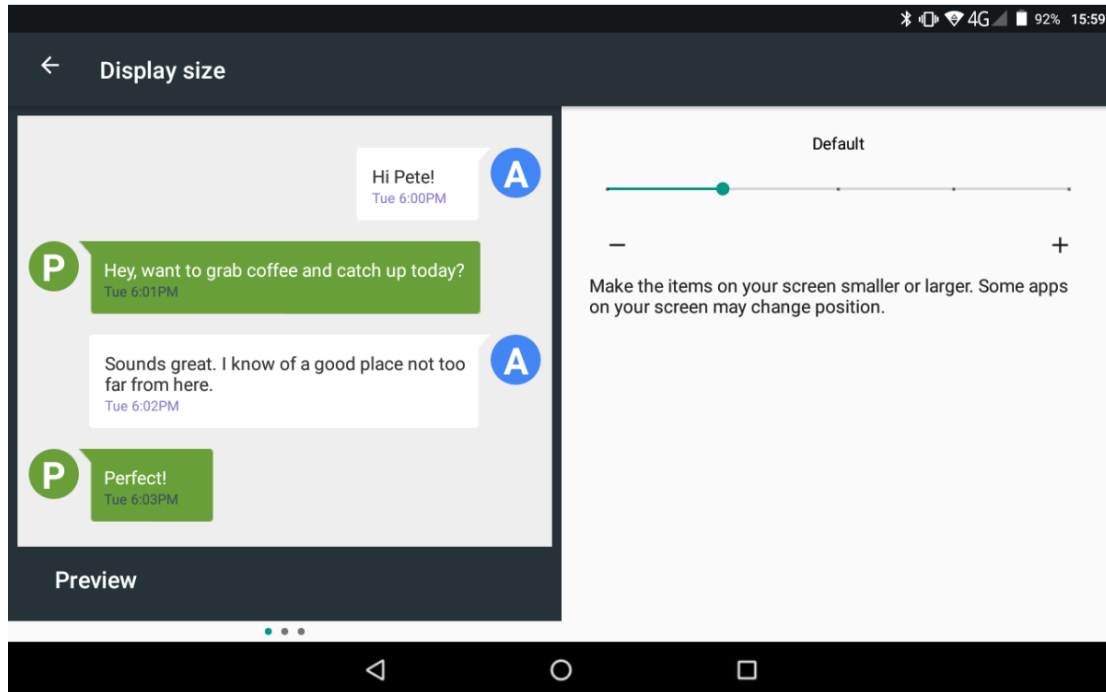 4G 92% 15:59
Display size
Hi Pete!
Tue 6:00PM
A
P
Hey, want to grab coffee and catch up today?
Tue 6:01PM
Sounds great. I know of a good place not too
far from here.
Tue 6:02PM
A
P
Perfect!
Tue 6:03PM
Preview
Default
Make the items on your screen smaller or larger. Some apps
on your screen may change position.